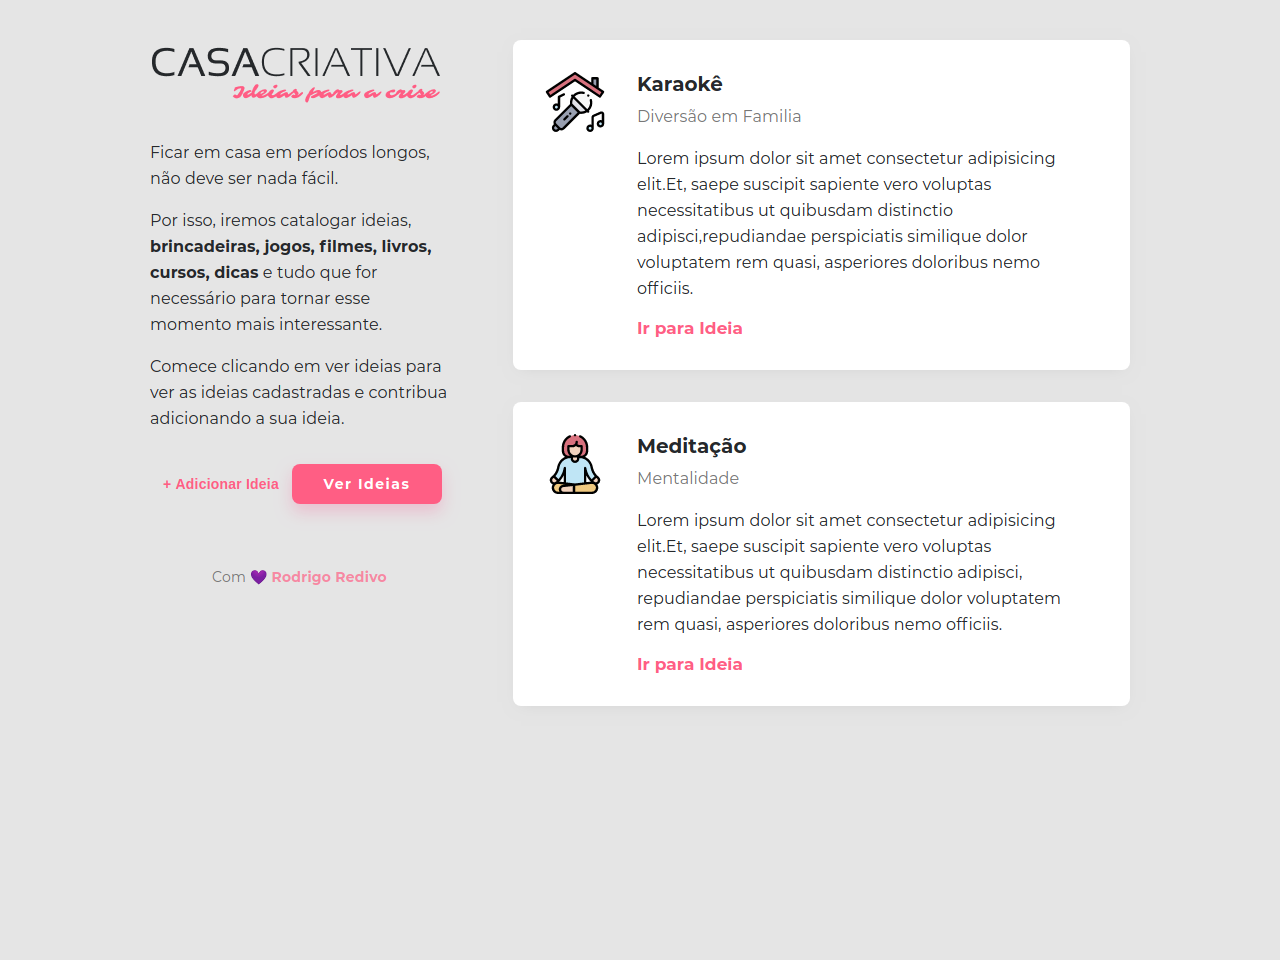 CASACRIATIVA
Ideias para a crise
Ficar em casa em períodos longos,
não deve ser nada fácil.
Por isso, iremos catalogar ideias,
brincadeiras, jogos, filmes, livros,
cursos, dicas e tudo que for
necessário para tornar esse
momento mais interessante.
Comece clicando em ver ideias para
ver as ideias cadastradas e contribua
adicionando a sua ideia.
+ Adicionar Ideia
Ver Ideias
Com 💜 Rodrigo Redivo
Karaokê
Diversão em Familia
Lorem ipsum dolor sit amet consectetur adipisicing
elit.Et, saepe suscipit sapiente vero voluptas
necessitatibus ut quibusdam distinctio
adipisci,repudiandae perspiciatis similique dolor
voluptatem rem quasi, asperiores doloribus nemo
officiis.
Ir para Ideia
Meditação
Mentalidade
Lorem ipsum dolor sit amet consectetur adipisicing
elit.Et, saepe suscipit sapiente vero voluptas
necessitatibus ut quibusdam distinctio adipisci,
repudiandae perspiciatis similique dolor voluptatem
rem quasi, asperiores doloribus nemo officiis.
Ir para Ideia